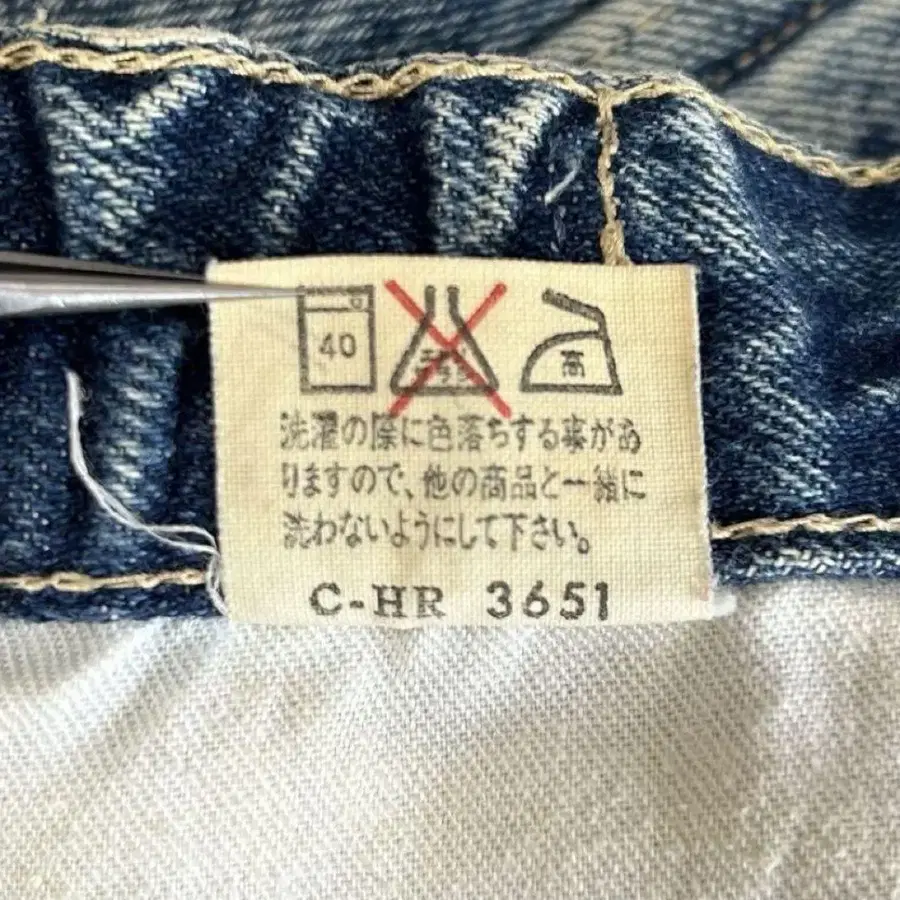 40
高
洗濯の際に色落ちする事があ
りますので、他の商品と一緒に
洗わないようにして下さい。
C-HR 3651